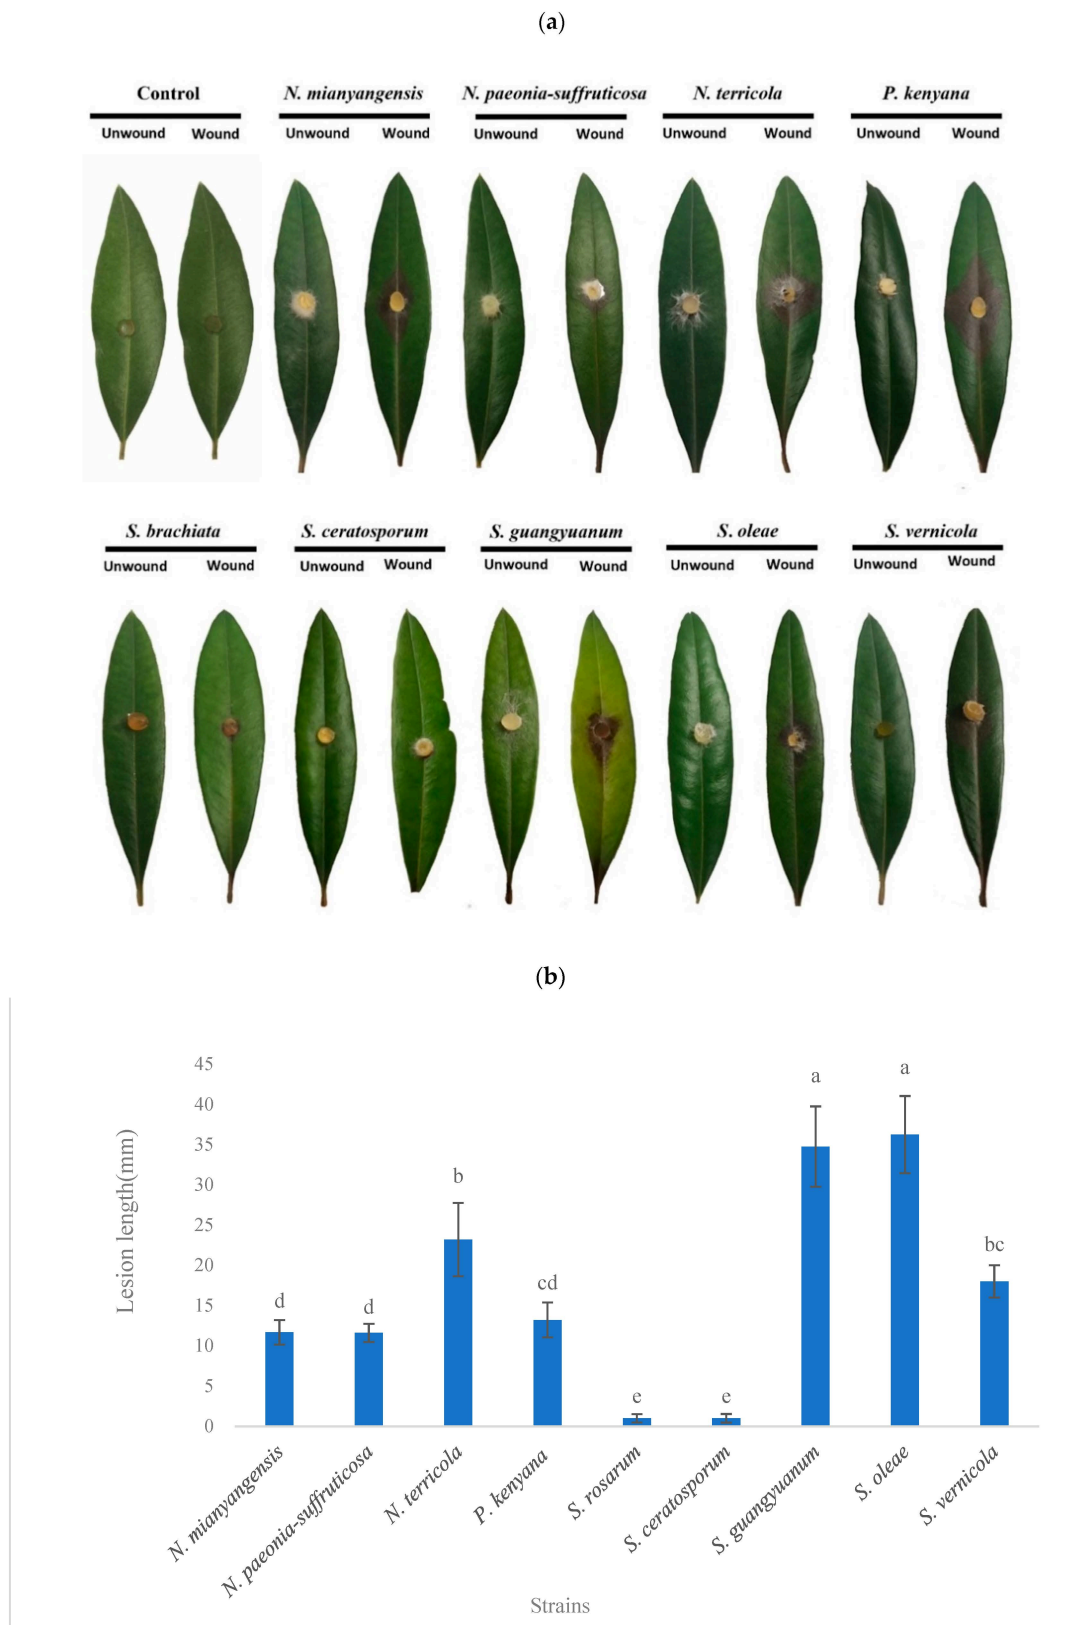 (a)
Control N. mianyangensis N. paeonia-suffruticosa N. terricola P. kenyana
Unwound Wound Unwound Wound Unwound Wound Unwound Wound Unwound Wound
S. brachiata S. ceratosporum S. guangyuanum S. oleae S. vernicola
Unwound Wound Unwound Wound Unwound Wound Unwound Wound Unwound Wound
(b)
45
40
35
30
25
20
15
10
5
0
Lesion length(mm)
d d b cd e e a a bc
N. mianyangensis
N. paeonia-suffruticosa
N. terricola
P. kenyana
S. rosarum
S. ceratosporum
S. guangyuanum
S. oleae
S. vernicola
Strains